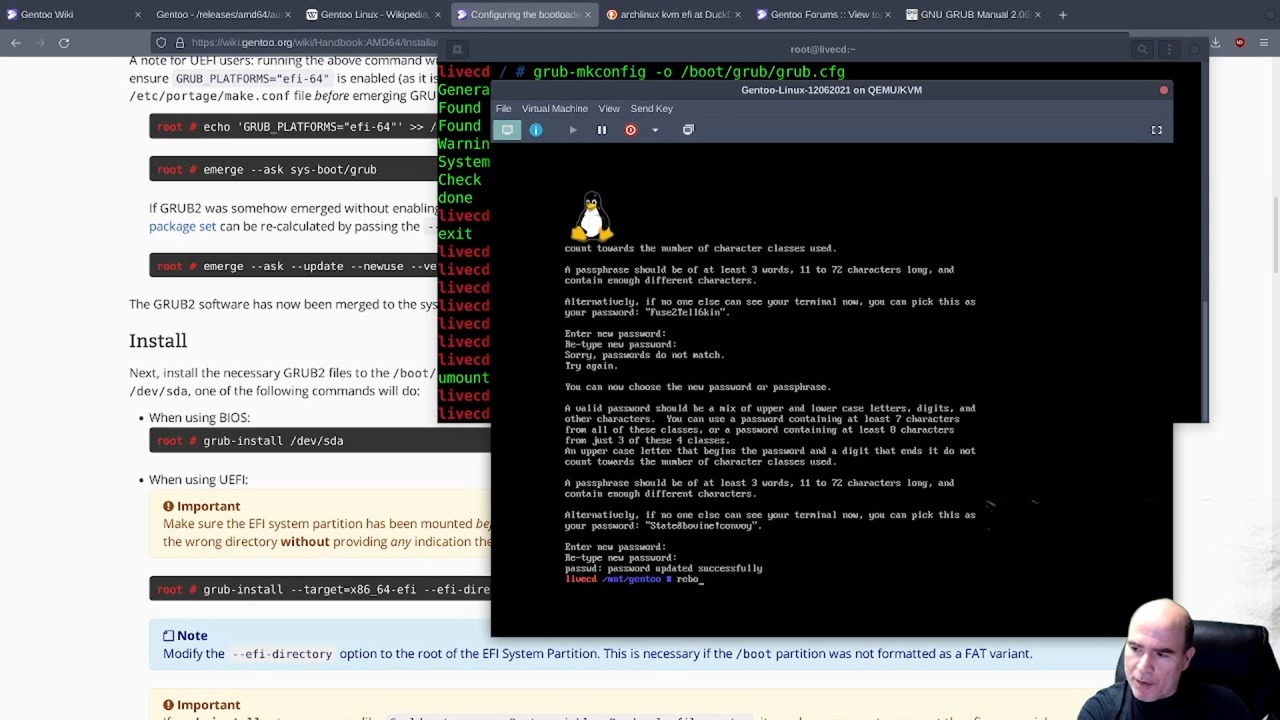 Gentoo Wiki
Gentoo - /releases/amd64/au
Gentoo Linux - Wikipedia,
Configuring the bootloade
archlinux kvm efi at DuckD
Gentoo Forums :: View to
GNU GRUB Manual 2.06
https://wiki.gentoo.org/wiki/Handbook:AMD64/Installat
A note for UEFI users: running the above command wi
ensure GRUB_PLATFORMS="efi-64" is enabled (as it is
/etc/portage/make.conf file before emerging GRU
root # echo 'GRUB_PLATFORMS="efi-64"' >> /
root # emerge --ask sys-boot/grub
If GRUB2 was somehow emerged without enabling
package set) can be re-calculated by passing the
root # emerge --ask --update --newuse --ve
The GRUB2 software has now been merged to the sys
Install
Next, install the necessary GRUB2 files to the /boot/
/dev/sda, one of the following commands will do:
• When using BIOS:
root # grub-install /dev/sda
• When using UEFI:
Important
Make sure the EFI system partition has been mounted be
the wrong directory without providing any indication the
root # grub-install --target=x86_64-efi --efi-dire
Note
Modify the --efi-directory option to the root of the EFI System Partition. This is necessary if the /boot partition was not formatted as a FAT variant.
Important
root@livecd:~
livecd / # grub-mkconfig -o /boot/grub/grub.cfg
Genera
Found
Found
Warnin
System
Check
done
livecd
exit
livecd
livecd
livecd
livecd
livecd
livecd
livecd
umount
livecd
livecd
Gentoo-Linux-12062021 on QEMU/KVM
File Virtual Machine View Send Key
count towards the number of character classes used.
A passphrase should be of at least 3 words, 11 to 72 characters long, and
contain enough different characters.
Alternatively, if no one else can see your terminal now, you can pick this as
your password:
Enter new password:
Re-type new password:
Sorry, passwords do not match.
Try again.
You can now choose the new password or passphrase.
A valid password should be a mix of upper and lower case letters, digits, and
other characters. You can use a password containing at least 7 characters
from all of these classes, or a password containing at least 8 characters
from just 3 of these 4 classes.
An upper case letter that begins the password and a digit that ends it do not
count towards the number of character classes used.
A passphrase should be of at least 3 words, 11 to 72 characters long, and
contain enough different characters.
Alternatively, if no one else can see your terminal now, you can pick this as
your password:
Enter new password:
Re-type new password:
passwd: password updated successfully
livecd /mnt/gentoo # rebo_